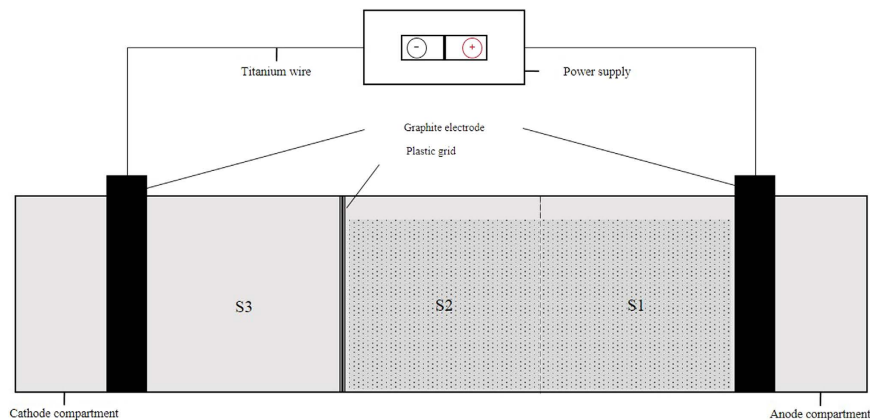 - +
Titanium wire
Power supply
Graphite electrode
Plastic grid
S3
S2
S1
Cathode compartment
Anode compartment